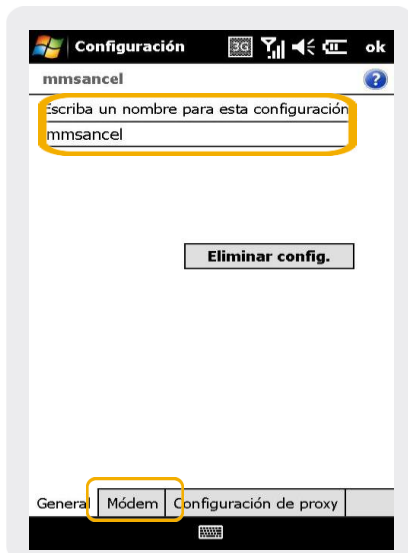 Configuración 3G ok
mmsancel
Escriba un nombre para esta configuración
mmsancel
Eliminar config.
General Módem Configuración de proxy